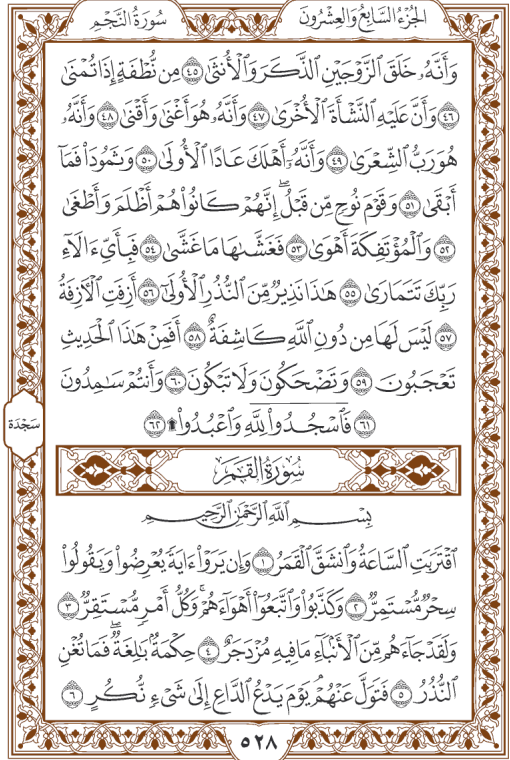 الجزء السابع والعشرون
سورة النجم
وَأَنَّهُۥ خَلَقَ ٱلزَّوْجَيْنِ ٱلذَّكَرَ وَٱلْأُنثَىٰ ٤٥ مِن نُّطْفَةٍ إِذَا تُمْنَىٰ
٤٦ وَأَنَّ عَلَيْهِ ٱلنَّشْأَةَ ٱلْأُخْرَىٰ ٤٧ وَأَنَّهُۥ هُوَ أَغْنَىٰ وَأَقْنَىٰ ٤٨ وَأَنَّهُۥ
هُوَ رَبُّ ٱلشِّعْرَىٰ ٤٩ وَأَنَّهُۥٓ أَهْلَكَ عَادًا ٱلْأُولَىٰ ٥٠ وَثَمُودَا۟ فَمَآ
أَبْقَىٰ ٥١ وَقَوْمَ نُوحٍ مِّن قَبْلُ ۖ إِنَّهُمْ كَانُوا۟ هُمْ أَظْلَمَ وَأَطْغَىٰ
٥٢ وَٱلْمُؤْتَفِكَةَ أَهْوَىٰ ٥٣ فَغَشَّىٰهَا مَا غَشَّىٰ ٥٤ فَبِأَىِّ ءَالَآءِ
رَبِّكَ تَتَمَارَىٰ ٥٥ هَٰذَا نَذِيرٌ مِّنَ ٱلنُّذُرِ ٱلْأُولَىٰٓ ٥٦ أَزِفَتِ ٱلْءَازِفَةُ
٥٧ لَيْسَ لَهَا مِن دُونِ ٱللَّهِ كَاشِفَةٌ ٥٨ أَفَمِنْ هَٰذَا ٱلْحَدِيثِ
تَعْجَبُونَ ٥٩ وَتَضْحَكُونَ وَلَا تَبْكُونَ ٦٠ وَأَنتُمْ سَٰمِدُونَ
٦١ فَٱسْجُدُوا۟ لِلَّهِ وَٱعْبُدُوا۟ ۩ ٦٢
سَجْدَة
سُورَةُ القَمَر
بِسْمِ ٱللَّهِ ٱلرَّحْمَٰنِ ٱلرَّحِيمِ
ٱقْتَرَبَتِ ٱلسَّاعَةُ وَٱنشَقَّ ٱلْقَمَرُ ١ وَإِن يَرَوْا۟ ءَايَةً يُعْرِضُوا۟ وَيَقُولُوا۟
سِحْرٌ مُّسْتَمِرٌّ ٢ وَكَذَّبُوا۟ وَٱتَّبَعُوٓا۟ أَهْوَآءَهُمْ ۚ وَكُلُّ أَمْرٍ مُّسْتَقِرٌّ ٣
وَلَقَدْ جَآءَهُم مِّنَ ٱلْأَنۢبَآءِ مَا فِيهِ مُزْدَجَرٌ ٤ حِكْمَةٌۢ بَٰلِغَةٌ ۖ فَمَا تُغْنِ
ٱلنُّذُرُ ٥ فَتَوَلَّ عَنْهُمْ ۘ يَوْمَ يَدْعُ ٱلدَّاعِ إِلَىٰ شَىْءٍ نُّكُرٍ ٦
٥٢٨